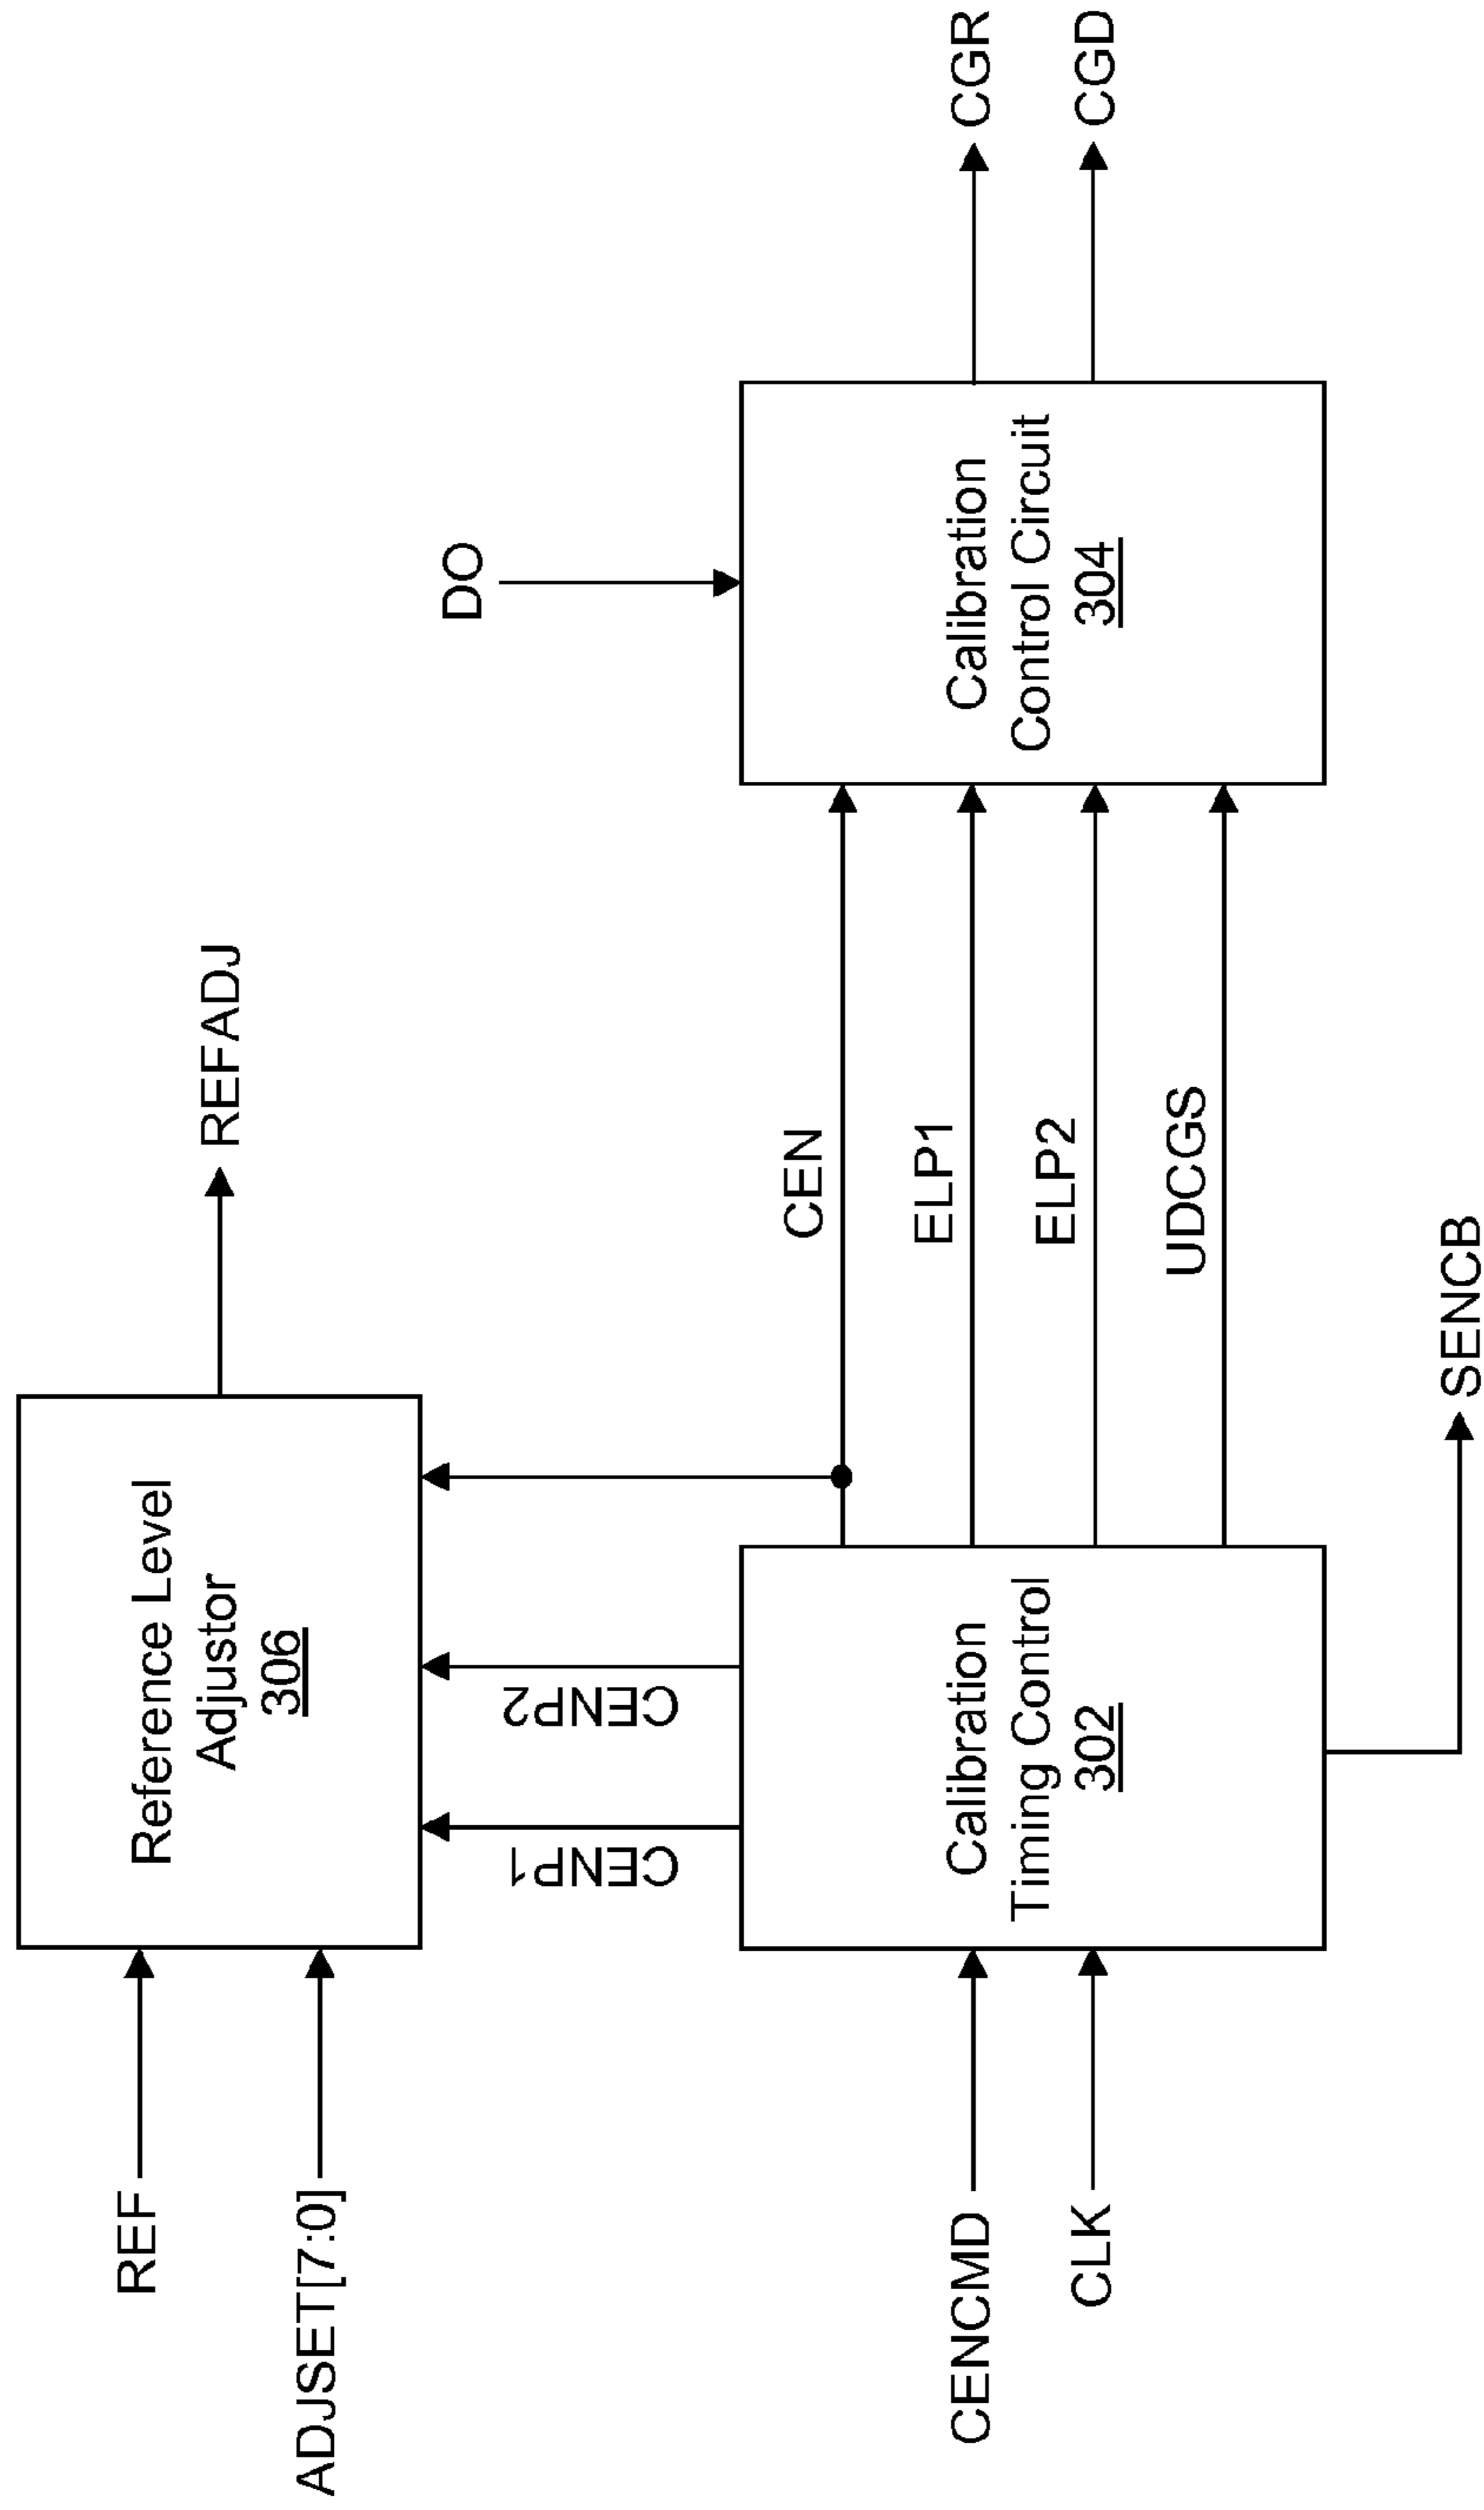 REF
ADJSET[7:0]
Reference Level
Adjustor
306
REFADJ
CENP1
CENP2
DO
CENCMD
CLK
Calibration
Timing Control
302
CEN
ELP1
ELP2
UDCGS
Calibration
Control Circuit
304
CGR
CGD
SENCB